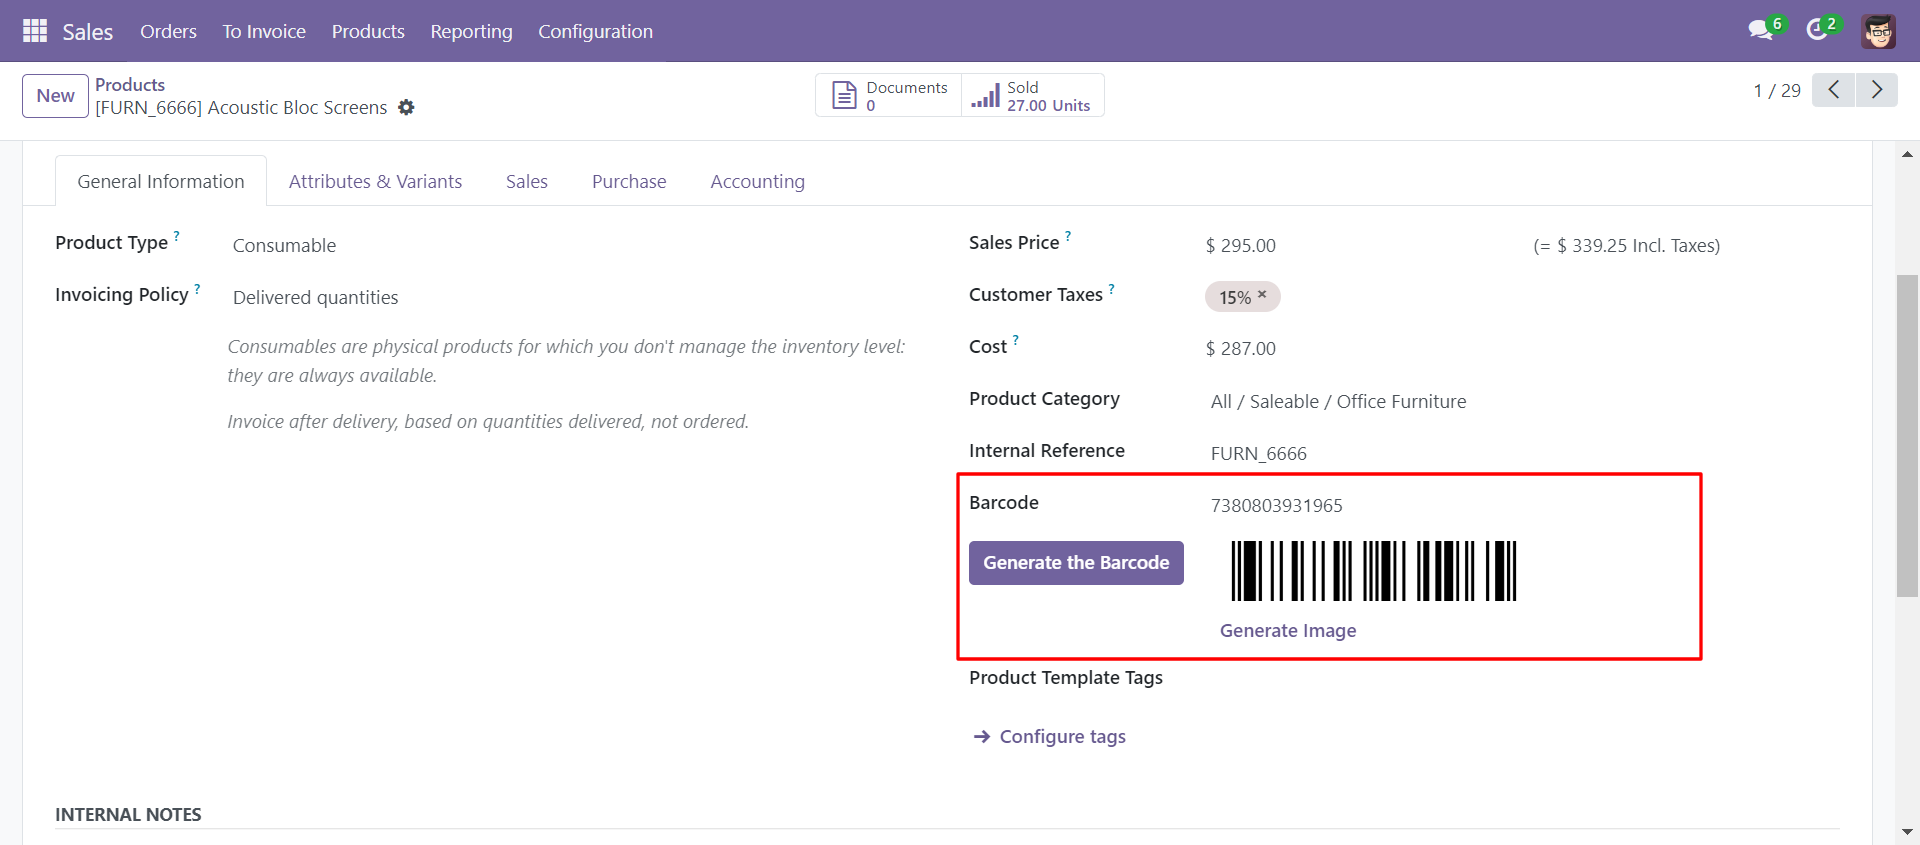 Sales Orders To Invoice Products Reporting Configuration 6 2
New Products Documents Sold 1 / 29
[FURN_6666] Acoustic Bloc Screens 0 27.00 Units
General Information Attributes & Variants Sales Purchase Accounting
Product Type ? Consumable
Invoicing Policy ? Delivered quantities
Consumables are physical products for which you don't manage the inventory level:
they are always available.
Invoice after delivery, based on quantities delivered, not ordered.
Sales Price ? $ 295.00 (= $ 339.25 Incl. Taxes)
Customer Taxes ? 15% ×
Cost ? $ 287.00
Product Category All / Saleable / Office Furniture
Internal Reference FURN_6666
Barcode 7380803931965
Generate the Barcode
Generate Image
Product Template Tags
→ Configure tags
INTERNAL NOTES